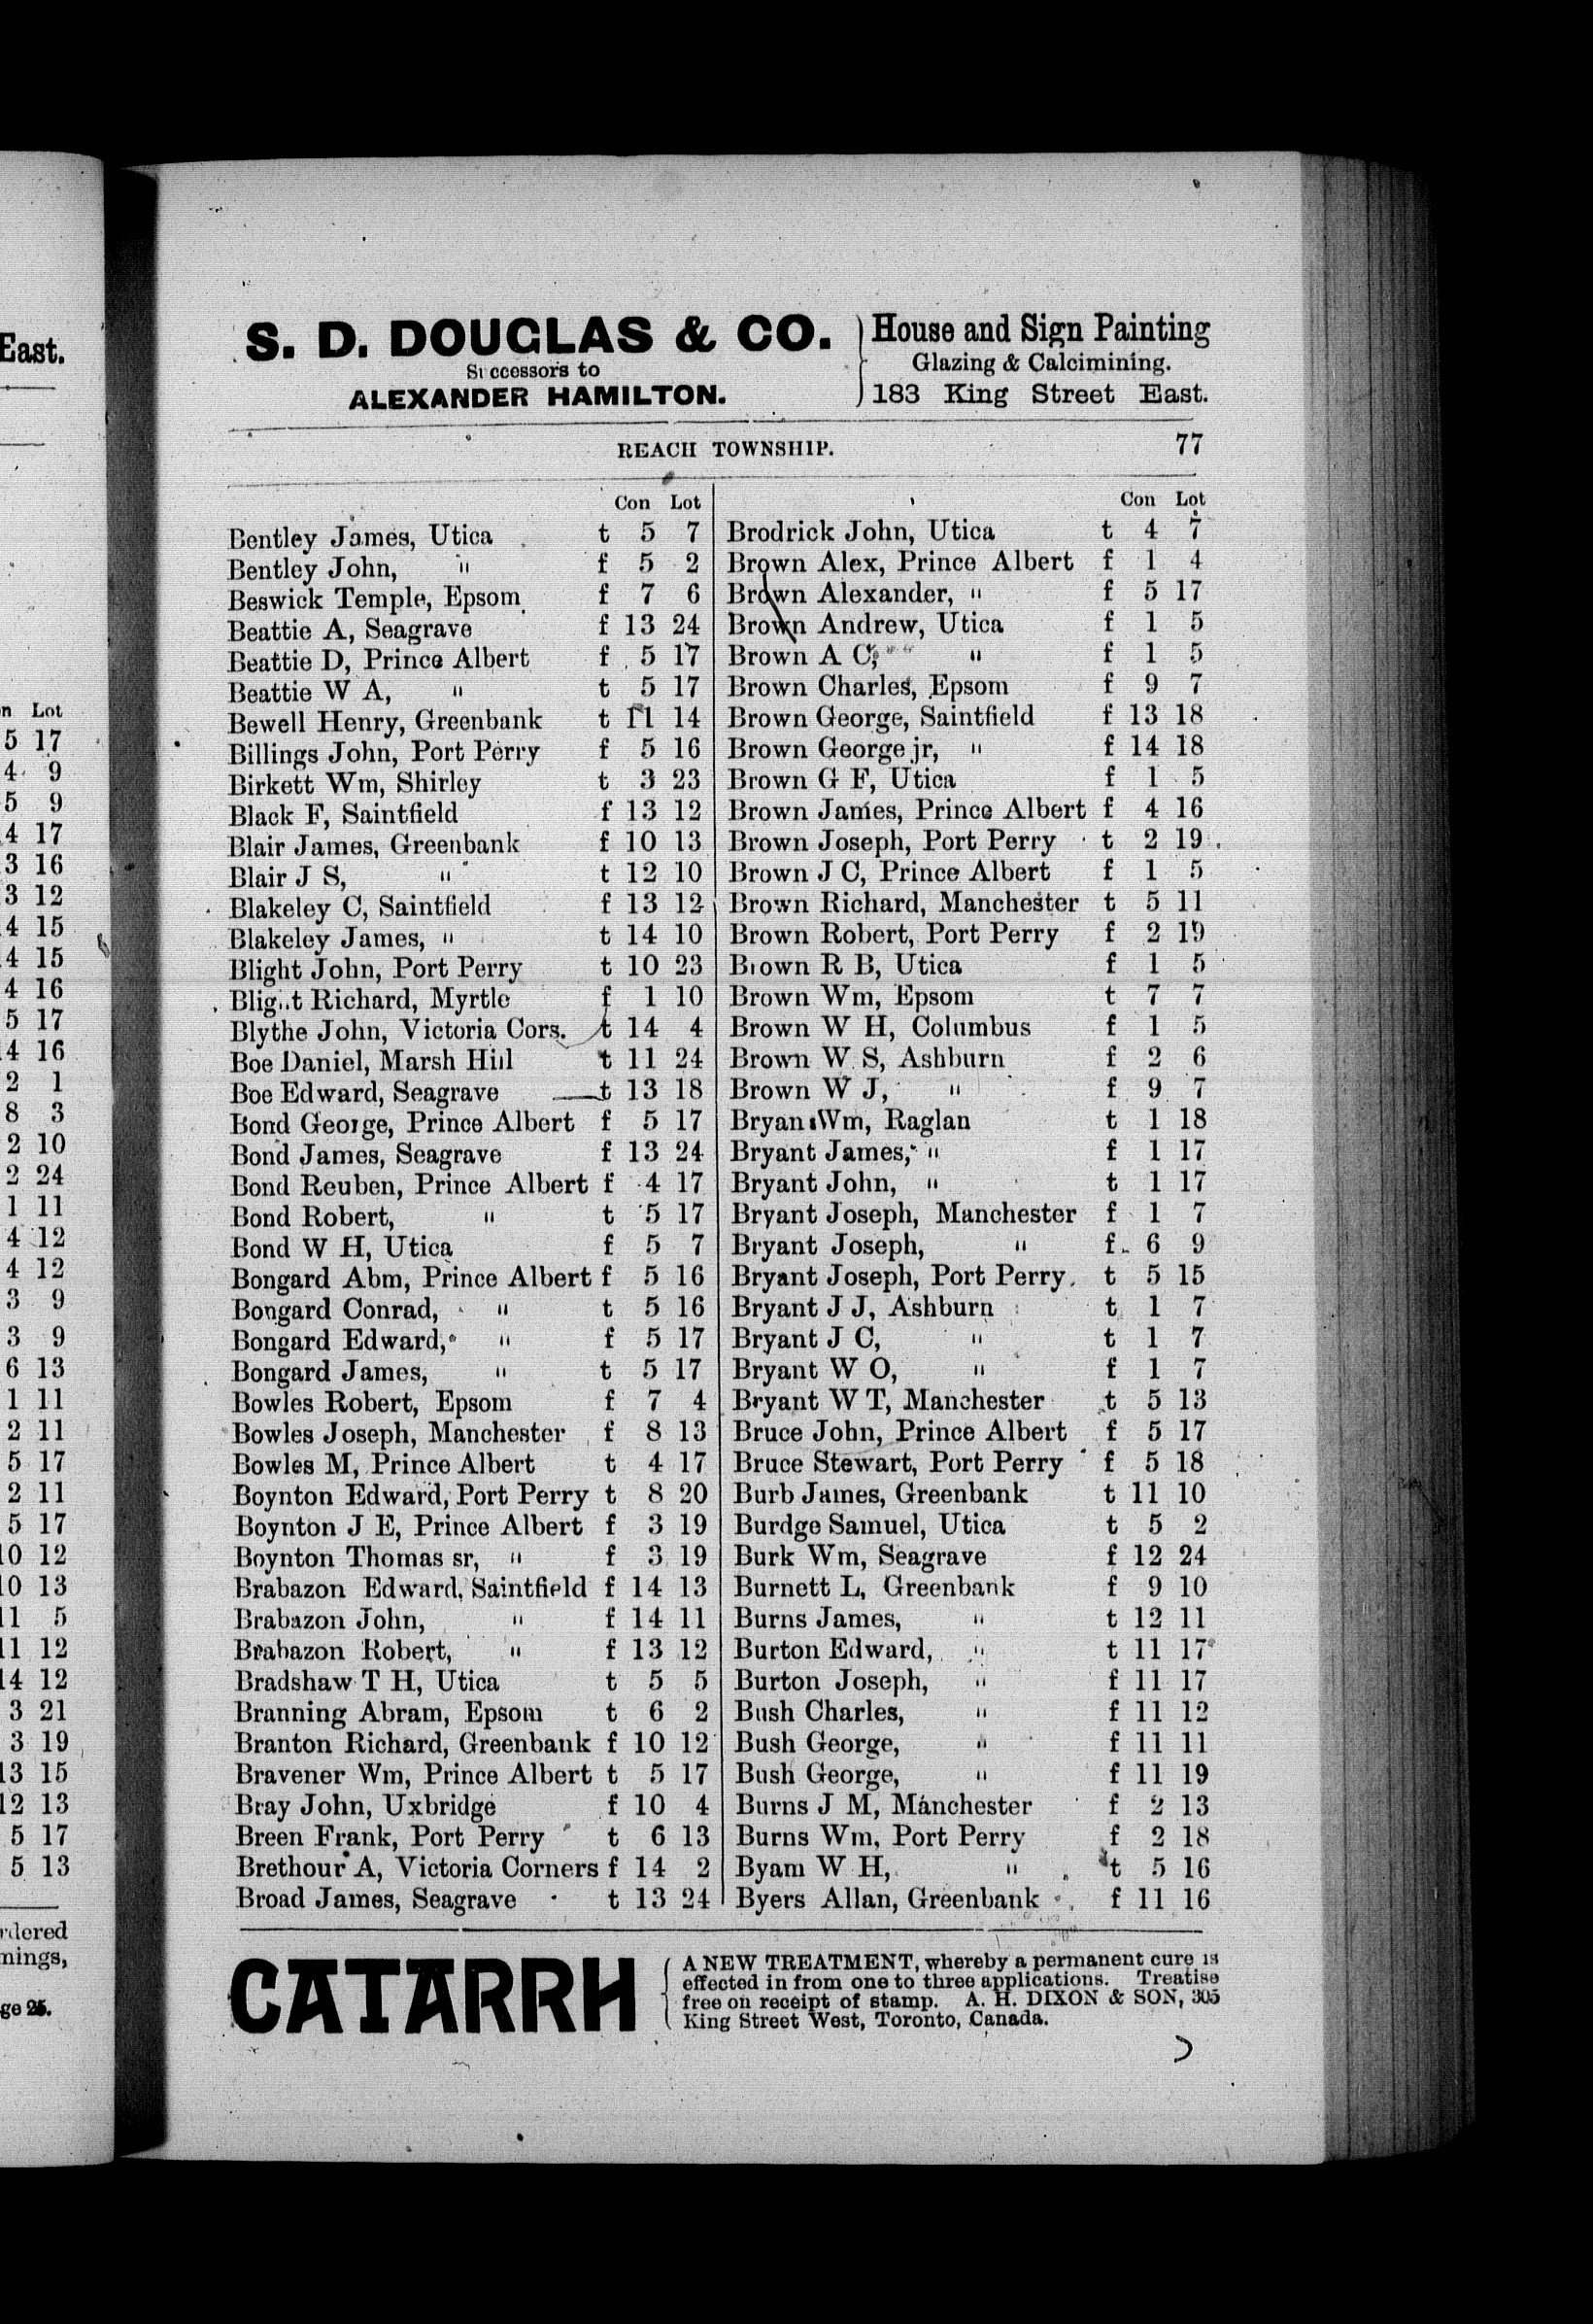 S. D. DOUGLAS & CO.
Successors to
ALEXANDER HAMILTON.
House and Sign Painting
Glazing & Calcimining.
183 King Street East.
REACH TOWNSHIP. 77
Con Lot
Bentley James, Utica t 5 7
Bentley John, " f 5 2
Beswick Temple, Epsom f 7 6
Beattie A, Seagrave f 13 24
Beattie D, Prince Albert f 5 17
Beattie W A, " t 5 17
Bewell Henry, Greenbank t 11 14
Billings John, Port Perry f 5 16
Birkett Wm, Shirley t 3 23
Black F, Saintfield f 13 12
Blair James, Greenbank f 10 13
Blair J S, " t 12 10
Blakeley C, Saintfield f 13 12
Blakeley James, " t 14 10
Blight John, Port Perry t 10 23
Blight Richard, Myrtle f 1 10
Blythe John, Victoria Cors. t 14 4
Boe Daniel, Marsh Hill t 11 24
Boe Edward, Seagrave t 13 18
Bond George, Prince Albert f 5 17
Bond James, Seagrave f 13 24
Bond Reuben, Prince Albert f 4 17
Bond Robert, " t 5 17
Bond W H, Utica f 5 7
Bongard Abm, Prince Albert f 5 16
Bongard Conrad, " t 5 16
Bongard Edward, " f 5 17
Bongard James, " t 5 17
Bowles Robert, Epsom f 7 4
Bowles Joseph, Manchester f 8 13
Bowles M, Prince Albert t 4 17
Boynton Edward, Port Perry t 8 20
Boynton J E, Prince Albert f 3 19
Boynton Thomas sr, " f 3 19
Brabazon Edward, Saintfield f 14 13
Brabazon John, " f 14 11
Brabazon Robert, " f 13 12
Bradshaw T H, Utica t 5 5
Branning Abram, Epsom t 6 2
Branton Richard, Greenbank f 10 12
Bravener Wm, Prince Albert t 5 17
Bray John, Uxbridge f 10 4
Breen Frank, Port Perry t 6 13
Brethour A, Victoria Corners f 14 2
Broad James, Seagrave t 13 24
Con Lot
Brodrick John, Utica t 4 7
Brown Alex, Prince Albert f 1 4
Brown Alexander, " f 5 17
Brown Andrew, Utica f 1 5
Brown A C, " f 1 5
Brown Charles, Epsom f 9 7
Brown George, Saintfield f 13 18
Brown George jr, " f 14 18
Brown G F, Utica f 1 5
Brown James, Prince Albert f 4 16
Brown Joseph, Port Perry t 2 19
Brown J C, Prince Albert f 1 5
Brown Richard, Manchester t 5 11
Brown Robert, Port Perry f 2 19
Brown R B, Utica f 1 5
Brown Wm, Epsom t 7 7
Brown W H, Columbus f 1 5
Brown W S, Ashburn f 2 6
Brown W J, " f 9 7
Bryan Wm, Raglan t 1 18
Bryant James, " f 1 17
Bryant John, " t 1 17
Bryant Joseph, Manchester f 1 7
Bryant Joseph, " f 6 9
Bryant Joseph, Port Perry t 5 15
Bryant J J, Ashburn t 1 7
Bryant J C, " t 1 7
Bryant W O, " f 1 7
Bryant W T, Manchester t 5 13
Bruce John, Prince Albert f 5 17
Bruce Stewart, Port Perry f 5 18
Burb James, Greenbank t 11 10
Burdge Samuel, Utica t 5 2
Burk Wm, Seagrave f 12 24
Burnett L, Greenbank f 9 10
Burns James, " t 12 11
Burton Edward, " t 11 17
Burton Joseph, " f 11 17
Bush Charles, " f 11 12
Bush George, " f 11 11
Bush George, " f 11 19
Burns J M, Manchester f 2 13
Burns Wm, Port Perry f 2 18
Byam W H, " t 5 16
Byers Allan, Greenbank f 11 16
CATARRH
A NEW TREATMENT, whereby a permanent cure is
effected in from one to three applications. Treatise
free on receipt of stamp. A. H. DIXON & SON, 305
King Street West, Toronto, Canada.